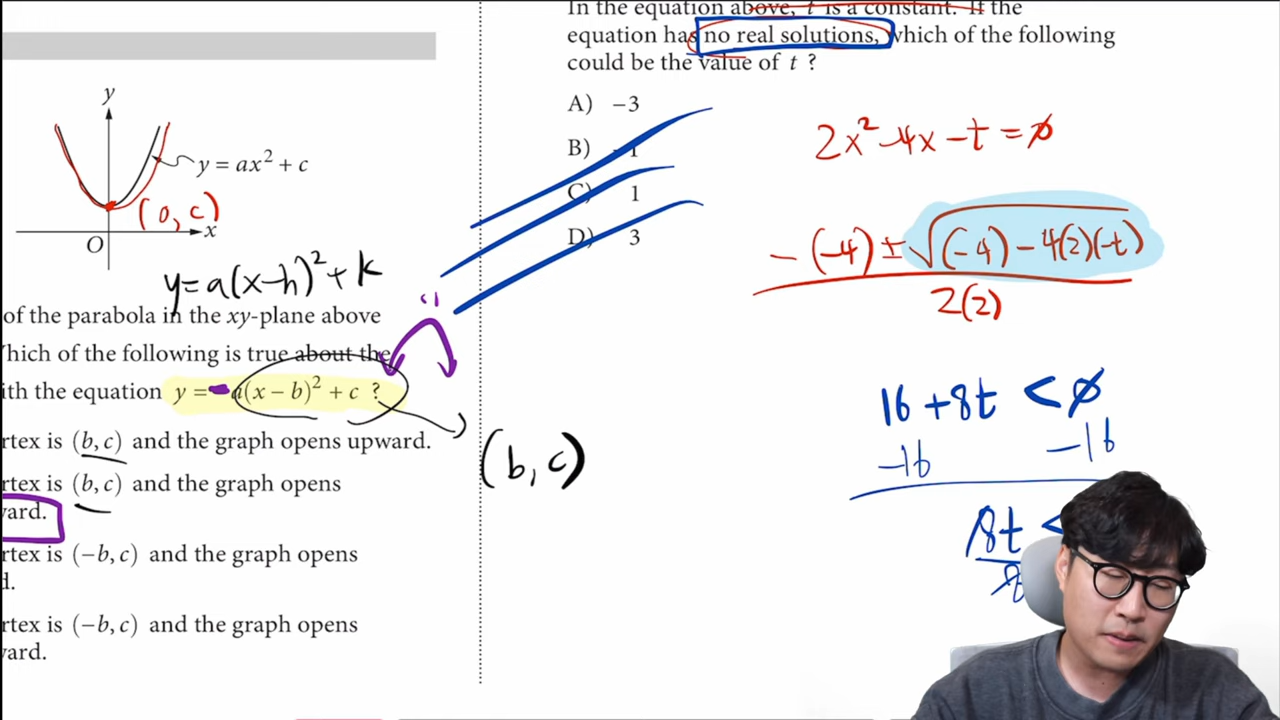 y
y = ax² + c
(0, c)
x
O
y=a(x-h)²+k
of the parabola in the xy-plane above
hich of the following is true about the
ith the equation y = -a(x − b)² + c ?
rtex is (b, c) and the graph opens upward.
rtex is (b, c) and the graph opens
ward.
rtex is (−b, c) and the graph opens
d.
rtex is (−b, c) and the graph opens
ward.
(b, c)
In the equation above, t is a constant. If the
equation has no real solutions, which of the following
could be the value of t ?
A) −3
B) −1
C) 1
D) 3
2x² -4x -t = 0
-(-4) ± √(-4) - 4(2)(-t)
2(2)
16 + 8t < 0
-16 -16
8t <
8